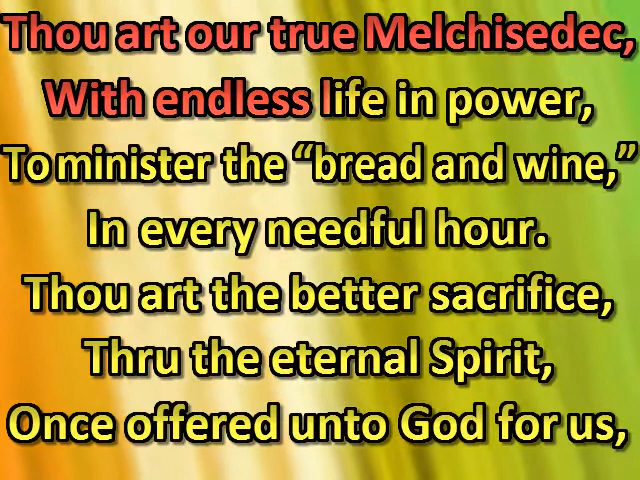 Thou art our true Melchisedec,
With endless life in power,
To minister the “bread and wine,”
In every needful hour.
Thou art the better sacrifice,
Thru the eternal Spirit,
Once offered unto God for us,